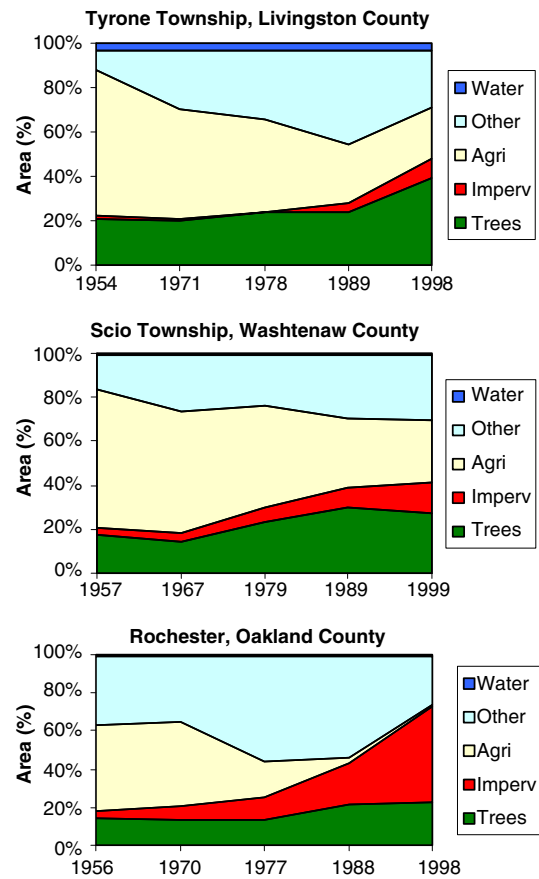 Tyrone Township, Livingston County
100%
80%
60%
40%
20%
0%
Area (%)
1954 1971 1978 1989 1998
Water
Other
Agri
Imperv
Trees
Scio Township, Washtenaw County
100%
80%
60%
40%
20%
0%
Area (%)
1957 1967 1979 1989 1999
Water
Other
Agri
Imperv
Trees
Rochester, Oakland County
100%
80%
60%
40%
20%
0%
Area (%)
1956 1970 1977 1988 1998
Water
Other
Agri
Imperv
Trees